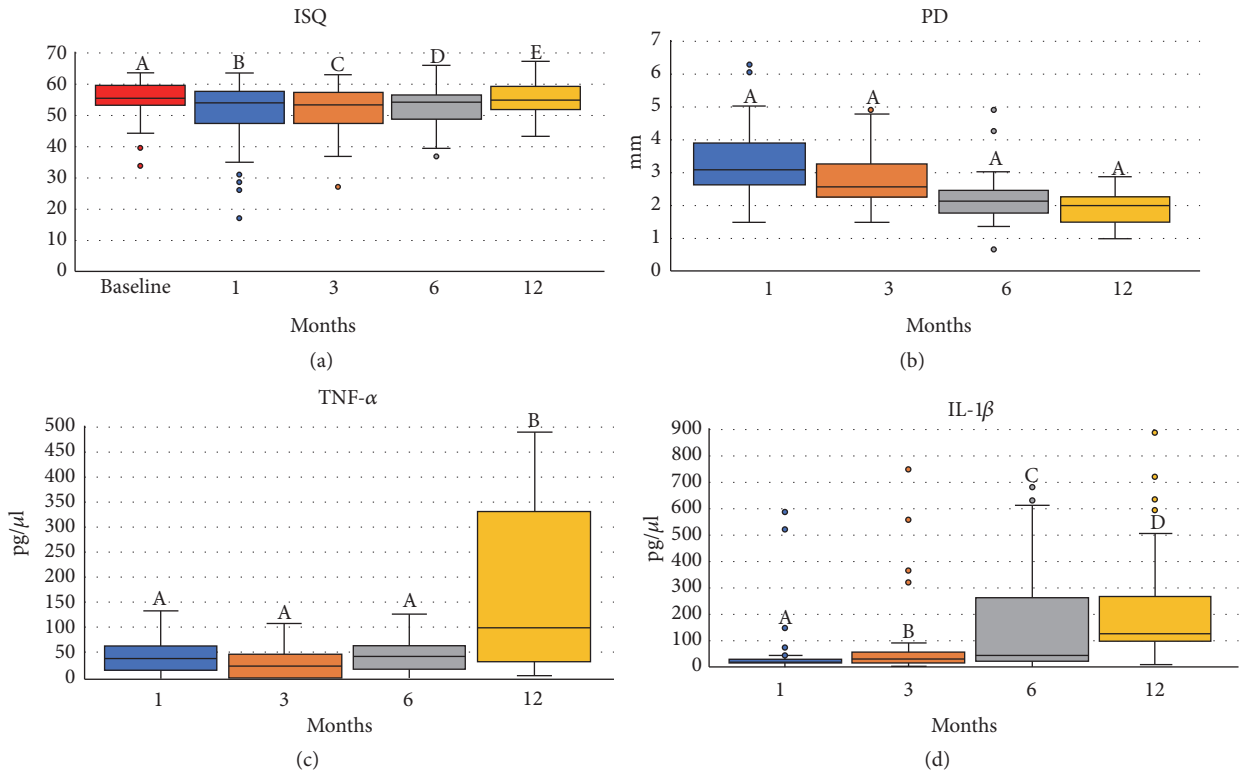 ISQ
70
60
50
40
30
20
10
0
A
B
C
D
E
Baseline
1
3
6
12
Months
(a)
PD
mm
7
6
5
4
3
2
1
0
A
A
A
A
1
3
6
12
Months
(b)
TNF-α
pg/µl
500
450
400
350
300
250
200
150
100
50
0
A
A
A
B
1
3
6
12
Months
(c)
IL-1β
pg/µl
900
800
700
600
500
400
300
200
100
0
A
B
C
D
1
3
6
12
Months
(d)